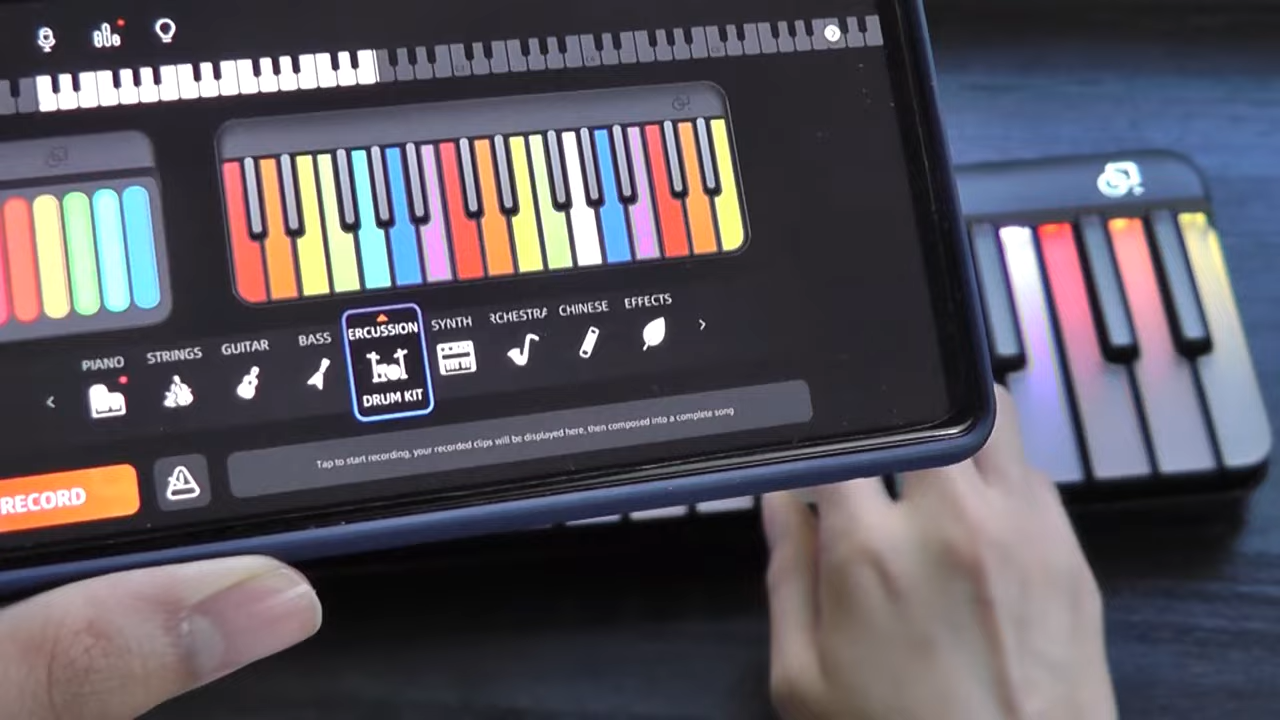 PIANO
STRINGS
GUITAR
BASS
ERCUSSION
DRUM KIT
SYNTH
RCHESTRA
CHINESE
EFFECTS
RECORD
Tap to start recording, your recorded clips will be displayed here, then composed into a complete song